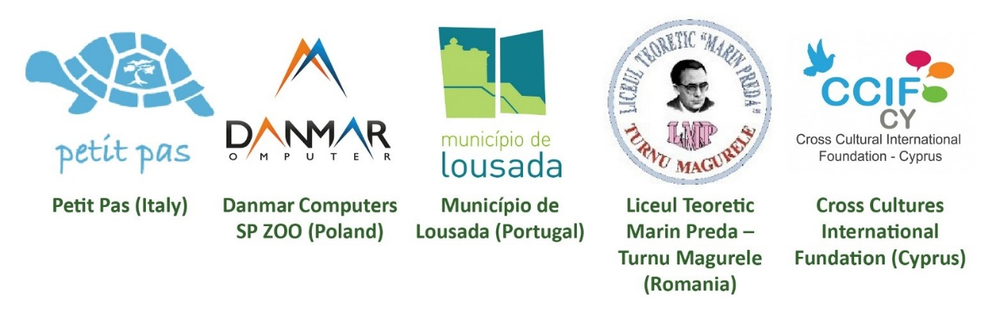 petit pas
Petit Pas (Italy)
DANMAR
OMPUTER
Danmar Computers
SP ZOO (Poland)
município de
lousada
Município de
Lousada (Portugal)
LICEUL TEORETIC "MARIN PREDA"
LMP
TURNU MAGURELE
Liceul Teoretic
Marin Preda –
Turnu Magurele
(Romania)
CCIF
CY
Cross Cultural International
Foundation - Cyprus
Cross Cultures
International
Fundation (Cyprus)